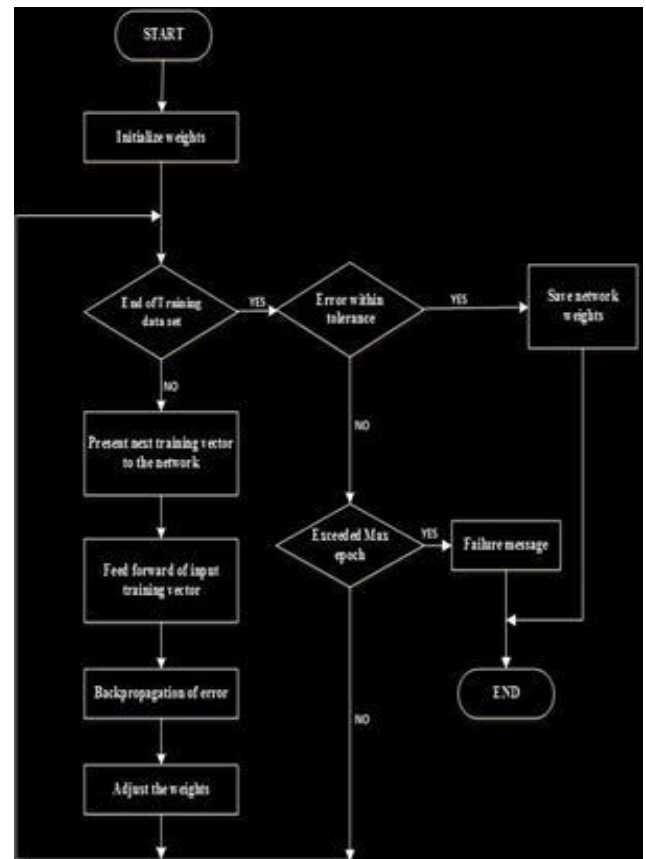 START
Initialize weights
End of Training
data set
YES
Error within
tolerance
YES
Save network
weights
NO
NO
Present next training vector
to the network
Exceeded Max
epoch
YES
Failure message
Feed forward of input
training vector
Backpropagation of error
END
NO
Adjust the weights